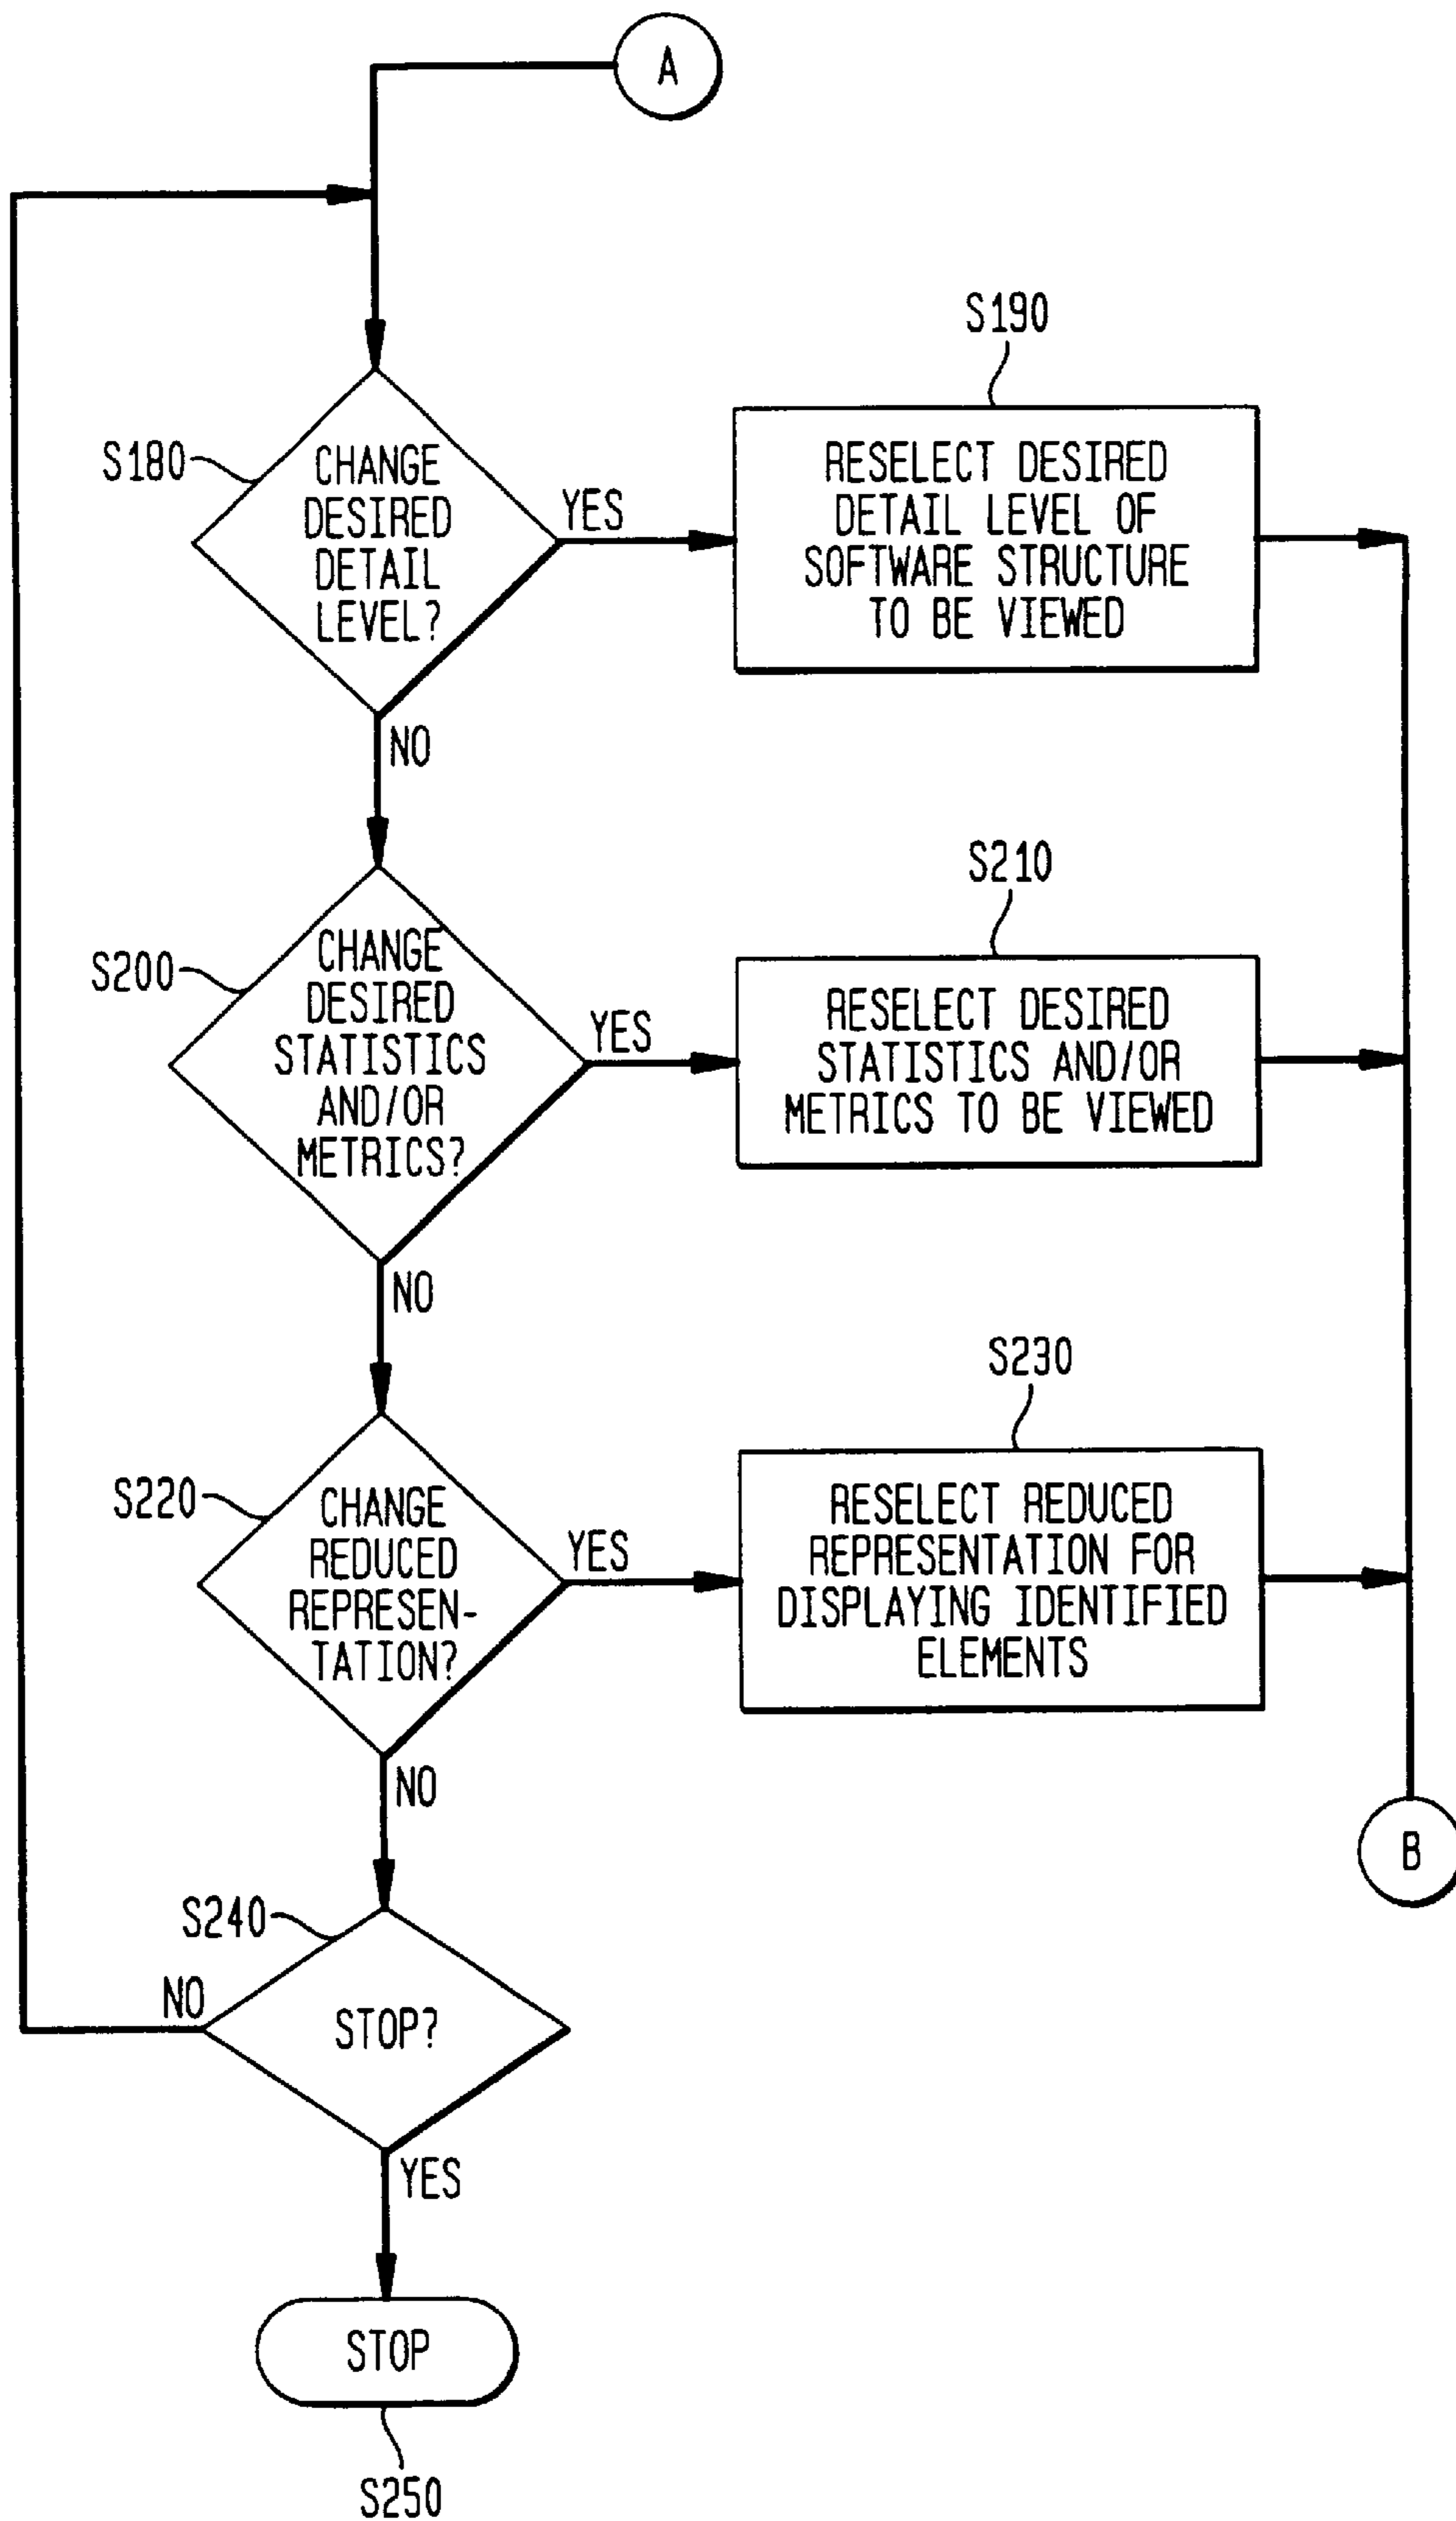 A
S180
CHANGE
DESIRED
DETAIL
LEVEL?
YES
NO
S190
RESELECT DESIRED
DETAIL LEVEL OF
SOFTWARE STRUCTURE
TO BE VIEWED
S200
CHANGE
DESIRED
STATISTICS
AND/OR
METRICS?
YES
NO
S210
RESELECT DESIRED
STATISTICS AND/OR
METRICS TO BE VIEWED
S220
CHANGE
REDUCED
REPRESEN-
TATION?
YES
NO
S230
RESELECT REDUCED
REPRESENTATION FOR
DISPLAYING IDENTIFIED
ELEMENTS
B
S240
NO
STOP?
YES
STOP
S250